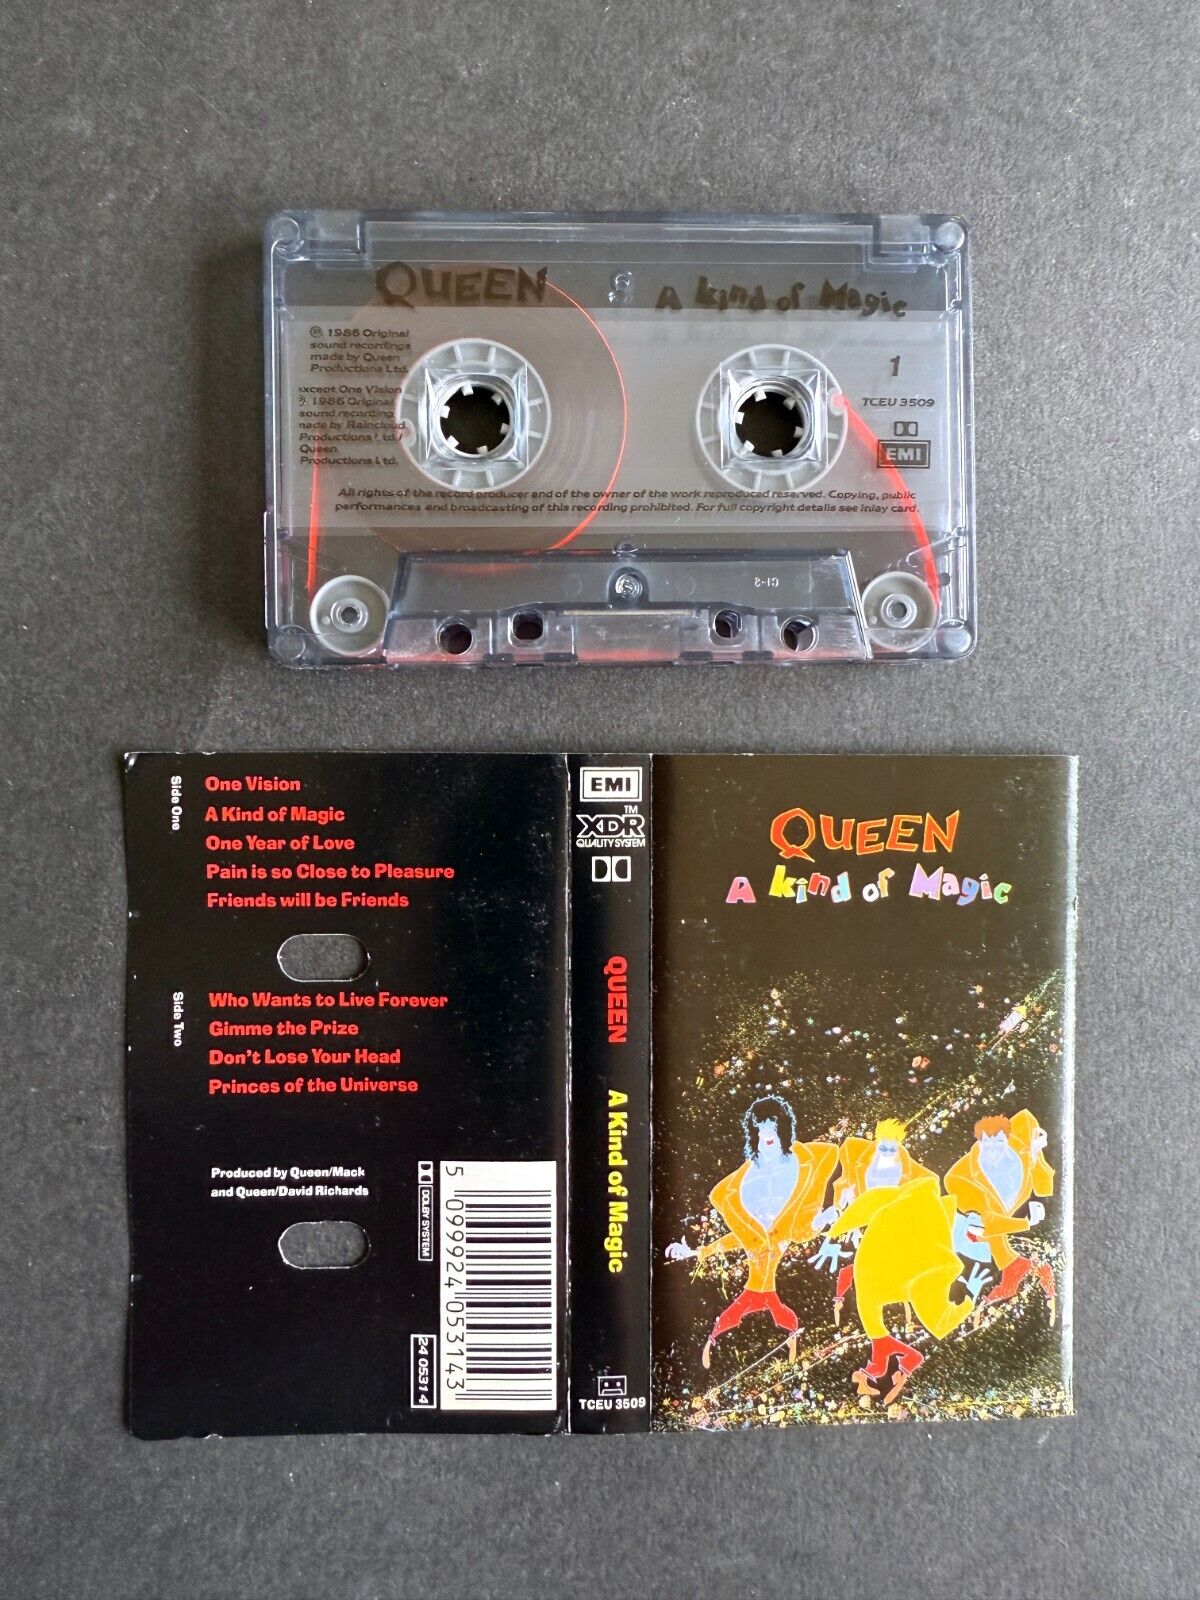 QUEEN A Kind of Magic
℗ 1986 Original
sound recordings
made by Queen
Productions Ltd.
except One Vision
℗ 1985 Original
sound recording
made by Raincloud
Productions Ltd./
Queen
Productions Ltd.
1
TCEU 3509
EMI
All rights of the record producer and of the owner of the work reproduced reserved. Copying, public
performances and broadcasting of this recording prohibited. For full copyright details see inlay card.
Side One
One Vision
A Kind of Magic
One Year of Love
Pain is so Close to Pleasure
Friends will be Friends
Side Two
Who Wants to Live Forever
Gimme the Prize
Don't Lose Your Head
Princes of the Universe
Produced by Queen/Mack
and Queen/David Richards
DOLBY SYSTEM
24 0531 4
5 099924 053143
EMI
XDR™
QUALITY SYSTEM
QUEEN A Kind of Magic
TCEU 3509
QUEEN
A Kind of Magic